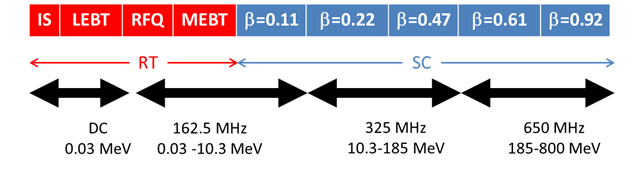 IS LEBT RFQ MEBT β=0.11 β=0.22 β=0.47 β=0.61 β=0.92
RT SC
DC 162.5 MHz 325 MHz 650 MHz
0.03 MeV 0.03 -10.3 MeV 10.3-185 MeV 185-800 MeV